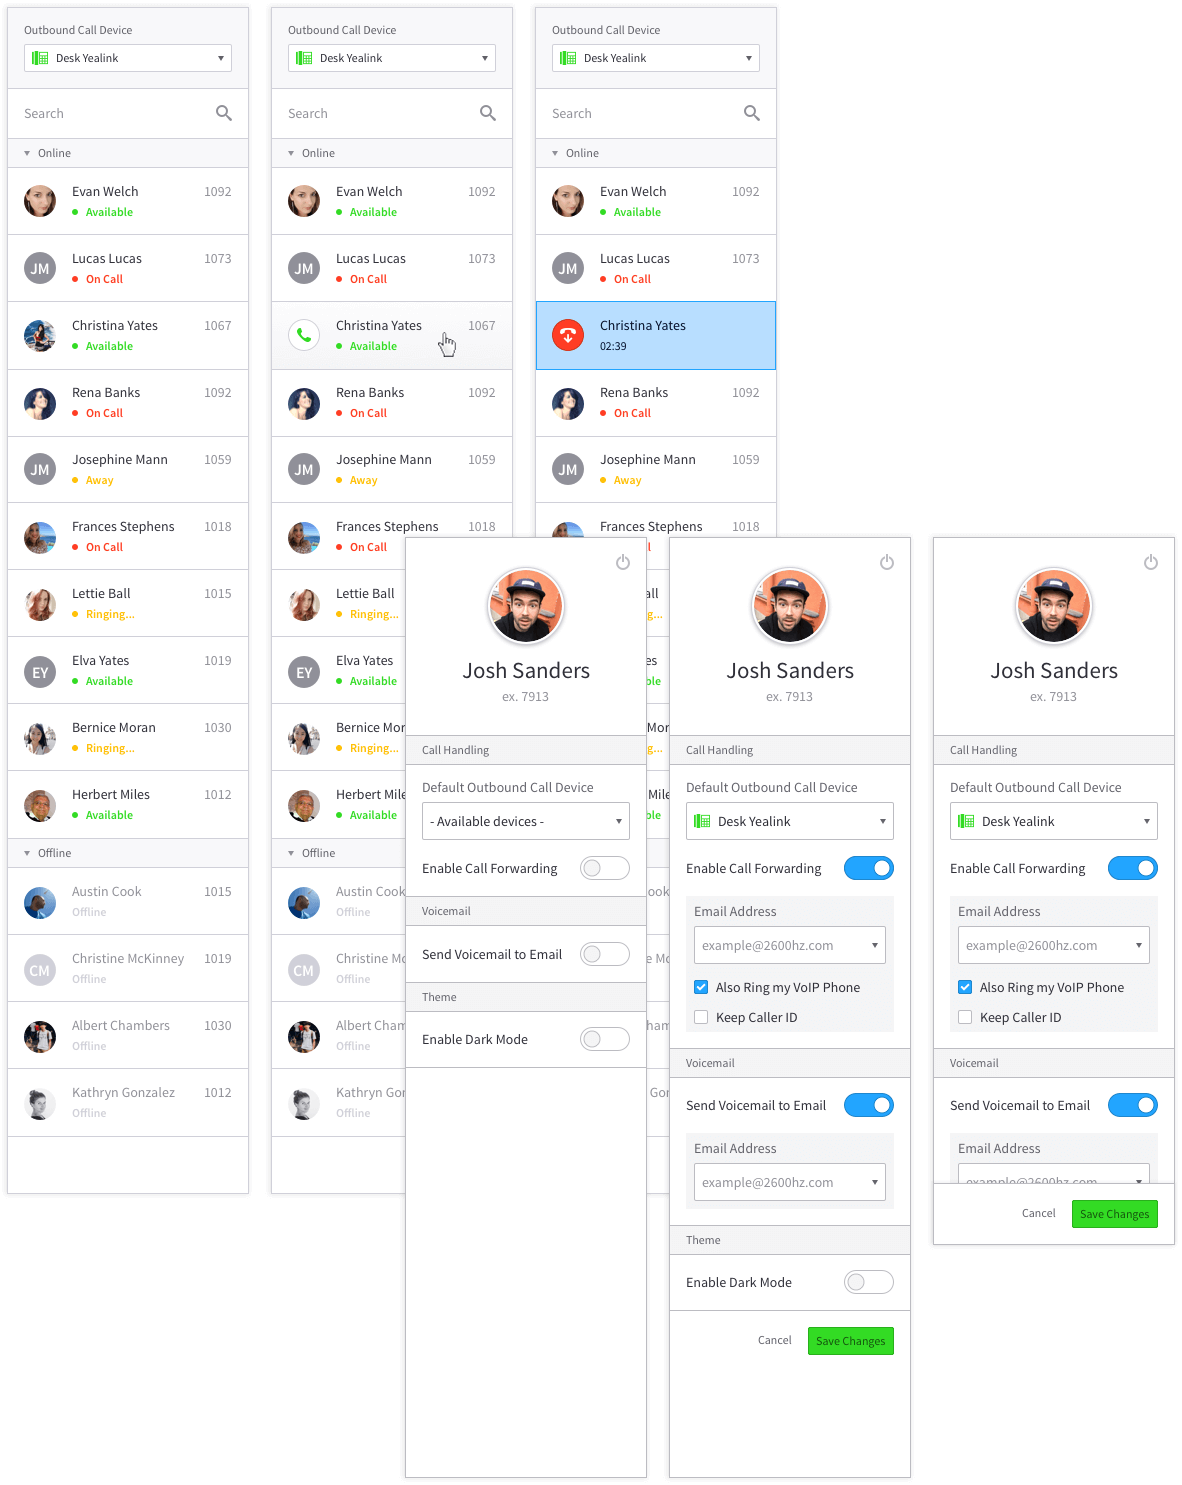 Outbound Call Device
Desk Yealink
Search
Online
Evan Welch 1092
Available
JM
Lucas Lucas 1073
On Call
Christina Yates 1067
Available
Rena Banks 1092
On Call
JM
Josephine Mann 1059
Away
Frances Stephens 1018
On Call
Lettie Ball 1015
Ringing...
EY
Elva Yates 1019
Available
Bernice Moran 1030
Ringing...
Herbert Miles 1012
Available
Offline
Austin Cook 1015
Offline
CM
Christine McKinney 1019
Offline
Albert Chambers 1030
Offline
Kathryn Gonzalez 1012
Offline
Outbound Call Device
Desk Yealink
Search
Online
Evan Welch 1092
Available
JM
Lucas Lucas 1073
On Call
Christina Yates 1067
Available
Rena Banks 1092
On Call
JM
Josephine Mann 1059
Away
Frances Stephens 1018
On Call
Lettie Ball
Ringing...
EY
Elva Yates
Available
Bernice Mor
Ringing...
Herbert Mile
Available
Offline
Austin Cook
Offline
CM
Christine Mc
Offline
Albert Cham
Offline
Kathryn Gor
Offline
Outbound Call Device
Desk Yealink
Search
Online
Evan Welch 1092
Available
JM
Lucas Lucas 1073
On Call
Christina Yates
02:39
Rena Banks 1092
On Call
JM
Josephine Mann 1059
Away
Frances Stephens 1018
Josh Sanders
ex. 7913
Call Handling
Default Outbound Call Device
- Available devices -
Enable Call Forwarding
Voicemail
Send Voicemail to Email
Theme
Enable Dark Mode
Josh Sanders
ex. 7913
Call Handling
Default Outbound Call Device
Desk Yealink
Enable Call Forwarding
Email Address
example@2600hz.com
Also Ring my VoIP Phone
Keep Caller ID
Voicemail
Send Voicemail to Email
Email Address
example@2600hz.com
Theme
Enable Dark Mode
Cancel Save Changes
Josh Sanders
ex. 7913
Call Handling
Default Outbound Call Device
Desk Yealink
Enable Call Forwarding
Email Address
example@2600hz.com
Also Ring my VoIP Phone
Keep Caller ID
Voicemail
Send Voicemail to Email
Email Address
example@2600hz.com
Cancel Save Changes